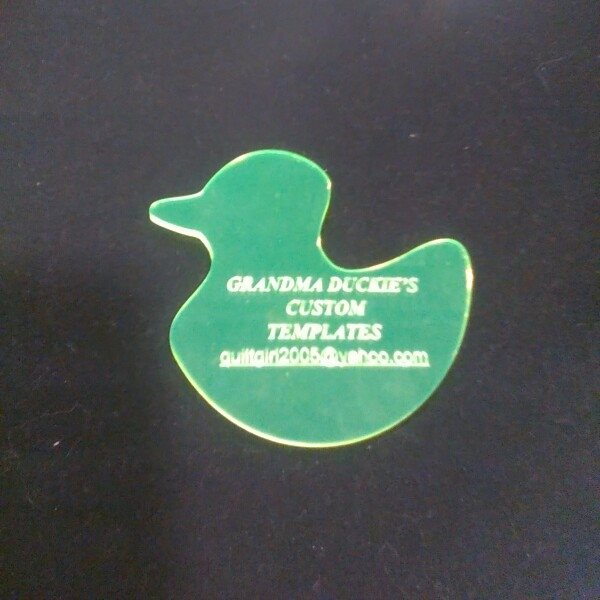 GRANDMA DUCKIE'S
CUSTOM
TEMPLATES
quiltgirl2005@yahoo.com